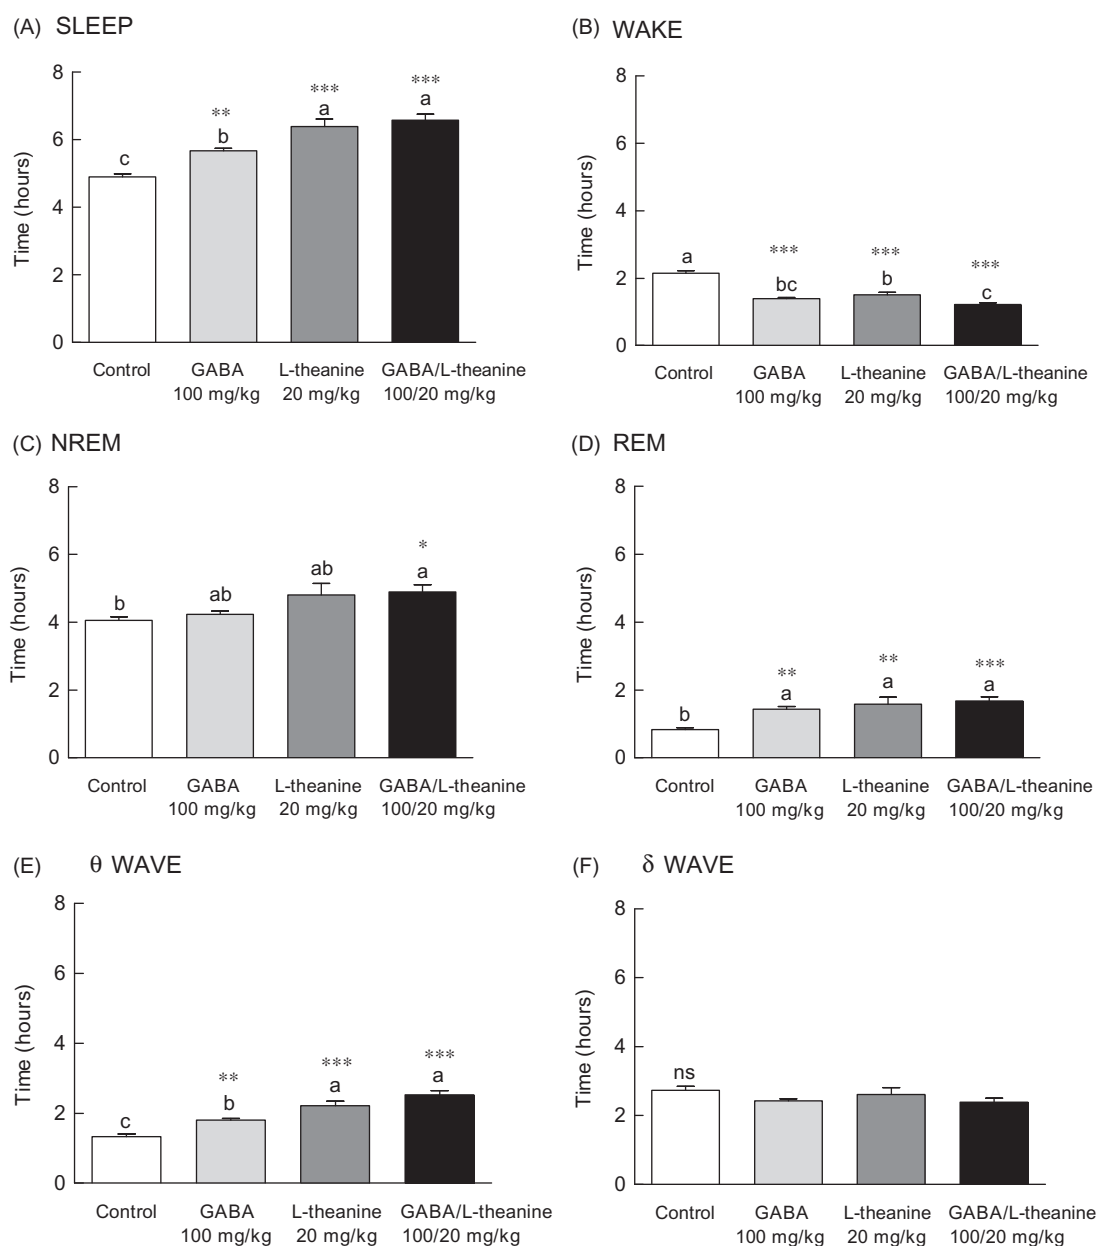 (A) SLEEP
Time (hours)
8
6
4
2
0
c
**
b
***
a
***
a
Control
GABA
100 mg/kg
L-theanine
20 mg/kg
GABA/L-theanine
100/20 mg/kg
(B) WAKE
Time (hours)
8
6
4
2
0
a
***
bc
***
b
***
c
Control
GABA
100 mg/kg
L-theanine
20 mg/kg
GABA/L-theanine
100/20 mg/kg
(C) NREM
Time (hours)
8
6
4
2
0
b
ab
ab
*
a
Control
GABA
100 mg/kg
L-theanine
20 mg/kg
GABA/L-theanine
100/20 mg/kg
(D) REM
Time (hours)
8
6
4
2
0
b
**
a
**
a
***
a
Control
GABA
100 mg/kg
L-theanine
20 mg/kg
GABA/L-theanine
100/20 mg/kg
(E) θ WAVE
Time (hours)
8
6
4
2
0
c
**
b
***
a
***
a
Control
GABA
100 mg/kg
L-theanine
20 mg/kg
GABA/L-theanine
100/20 mg/kg
(F) δ WAVE
Time (hours)
8
6
4
2
0
ns
Control
GABA
100 mg/kg
L-theanine
20 mg/kg
GABA/L-theanine
100/20 mg/kg